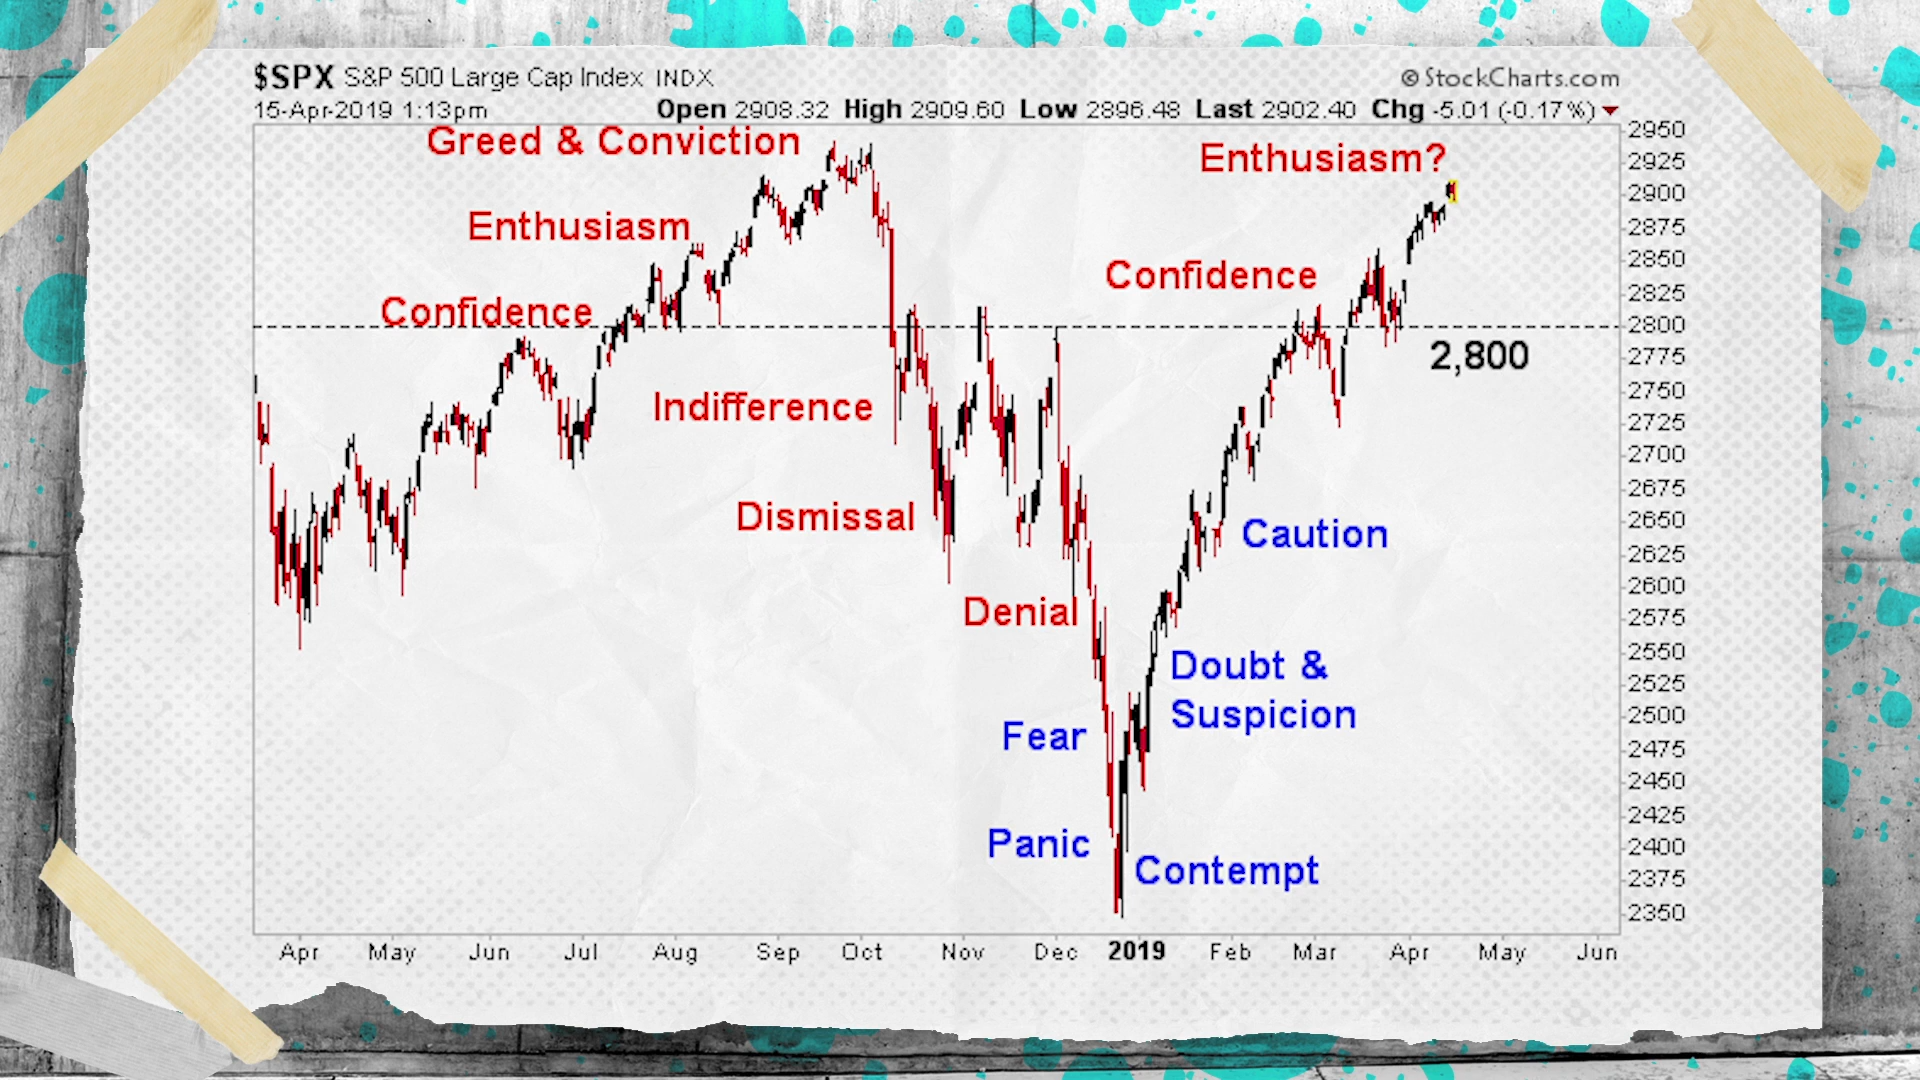 $SPX S&P 500 Large Cap Index INDX
© StockCharts.com
15-Apr-2019 1:13pm
Open 2908.32 High 2909.60 Low 2896.48 Last 2902.40 Chg -5.01 (-0.17%)
Greed & Conviction
Enthusiasm?
Enthusiasm
Confidence
Confidence
2,800
Indifference
Dismissal
Caution
Denial
Doubt &
Suspicion
Fear
Panic
Contempt
2950
2925
2900
2875
2850
2825
2800
2775
2750
2725
2700
2675
2650
2625
2600
2575
2550
2525
2500
2475
2450
2425
2400
2375
2350
Apr May Jun Jul Aug Sep Oct Nov Dec 2019 Feb Mar Apr May Jun